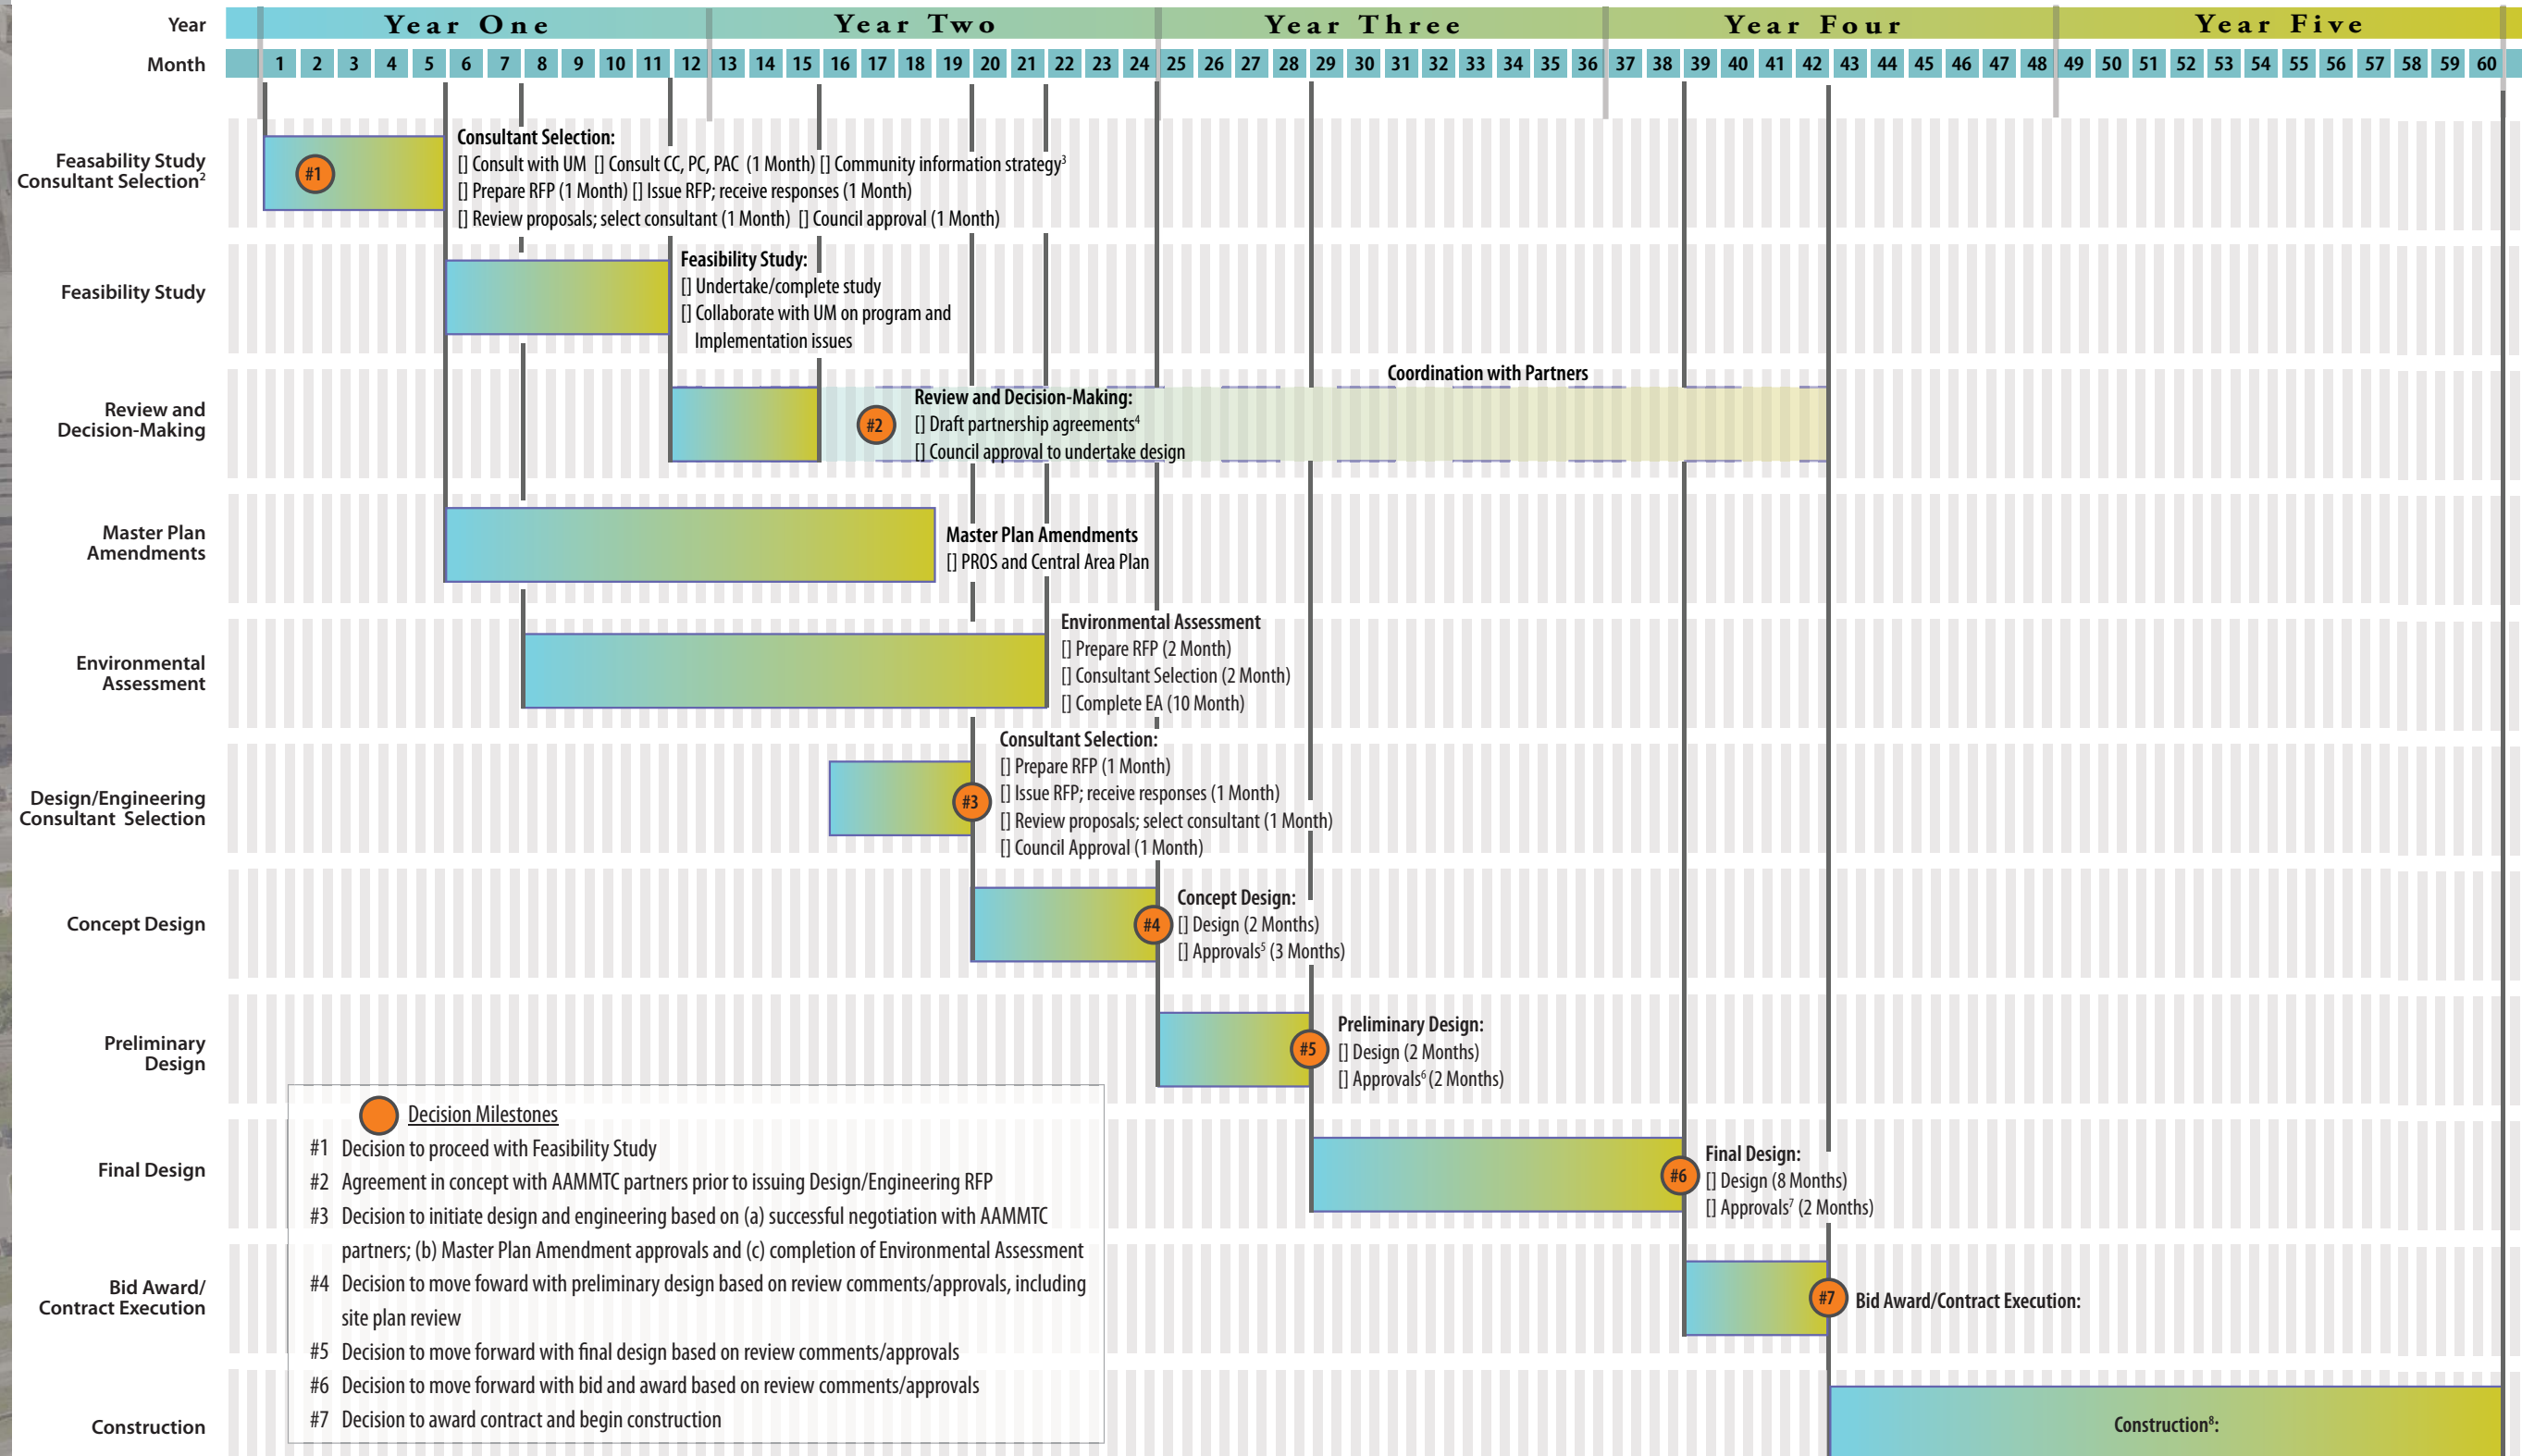 Year
Year One
Year Two
Year Three
Year Four
Year Five
Month
1 2 3 4 5 6 7 8 9 10 11 12 13 14 15 16 17 18 19 20 21 22 23 24 25 26 27 28 29 30 31 32 33 34 35 36 37 38 39 40 41 42 43 44 45 46 47 48 49 50 51 52 53 54 55 56 57 58 59 60
Feasability Study
Consultant Selection²
#1
Consultant Selection:
[] Consult with UM [] Consult CC, PC, PAC (1 Month) [] Community information strategy³
[] Prepare RFP (1 Month) [] Issue RFP; receive responses (1 Month)
[] Review proposals; select consultant (1 Month) [] Council approval (1 Month)
Feasibility Study
Feasibility Study:
[] Undertake/complete study
[] Collaborate with UM on program and
Implementation issues
Review and
Decision-Making
Coordination with Partners
#2
Review and Decision-Making:
[] Draft partnership agreements⁴
[] Council approval to undertake design
Master Plan
Amendments
Master Plan Amendments
[] PROS and Central Area Plan
Environmental
Assessment
Environmental Assessment
[] Prepare RFP (2 Month)
[] Consultant Selection (2 Month)
[] Complete EA (10 Month)
Design/Engineering
Consultant Selection
#3
Consultant Selection:
[] Prepare RFP (1 Month)
[] Issue RFP; receive responses (1 Month)
[] Review proposals; select consultant (1 Month)
[] Council Approval (1 Month)
Concept Design
#4
Concept Design:
[] Design (2 Months)
[] Approvals⁵ (3 Months)
Preliminary
Design
#5
Preliminary Design:
[] Design (2 Months)
[] Approvals⁶ (2 Months)
Final Design
#6
Final Design:
[] Design (8 Months)
[] Approvals⁷ (2 Months)
Bid Award/
Contract Execution
#7
Bid Award/Contract Execution:
Construction
Construction⁸:
Decision Milestones
#1 Decision to proceed with Feasibility Study
#2 Agreement in concept with AAMMTC partners prior to issuing Design/Engineering RFP
#3 Decision to initiate design and engineering based on (a) successful negotiation with AAMMTC
partners; (b) Master Plan Amendment approvals and (c) completion of Environmental Assessment
#4 Decision to move foward with preliminary design based on review comments/approvals, including
site plan review
#5 Decision to move forward with final design based on review comments/approvals
#6 Decision to move forward with bid and award based on review comments/approvals
#7 Decision to award contract and begin construction